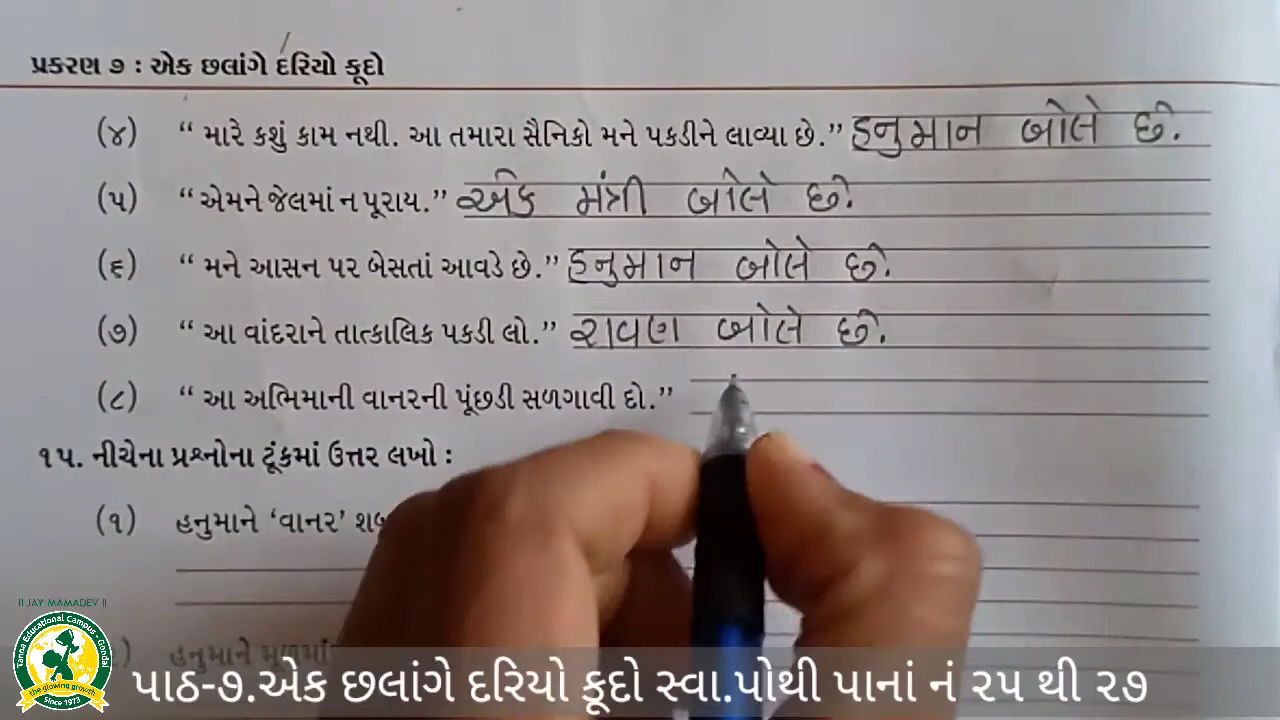 પ્રકરણ ૭ : એક છલાંગે દરિયો કૂદો
(૪) “ મારે કશું કામ નથી. આ તમારા સૈનિકો મને પકડીને લાવ્યા છે.” હનુમાન બોલે છે.
(૫) “ એમને જેલમાં ન પૂરાય.” એક મંત્રી બોલે છે.
(૬) “ મને આસન પર બેસતાં આવડે છે.” હનુમાન બોલે છે.
(૭) “ આ વાંદરાને તાત્કાલિક પકડી લો.” રાવણ બોલે છે.
(૮) “ આ અભિમાની વાનરની પૂંછડી સળગાવી દો.”
૧૫. નીચેના પ્રશ્નોના ટૂંકમાં ઉત્તર લખો :
(૧) હનુમાને ‘વાનર’
હનુમાને
II JAY MAMADEV II
Tanna Educational Campus - Gondal
the growing growth
Since 1973
પાઠ-૭.એક છલાંગે દરિયો કૂદો સ્વા.પોથી પાનાં નં ૨૫ થી ૨૭